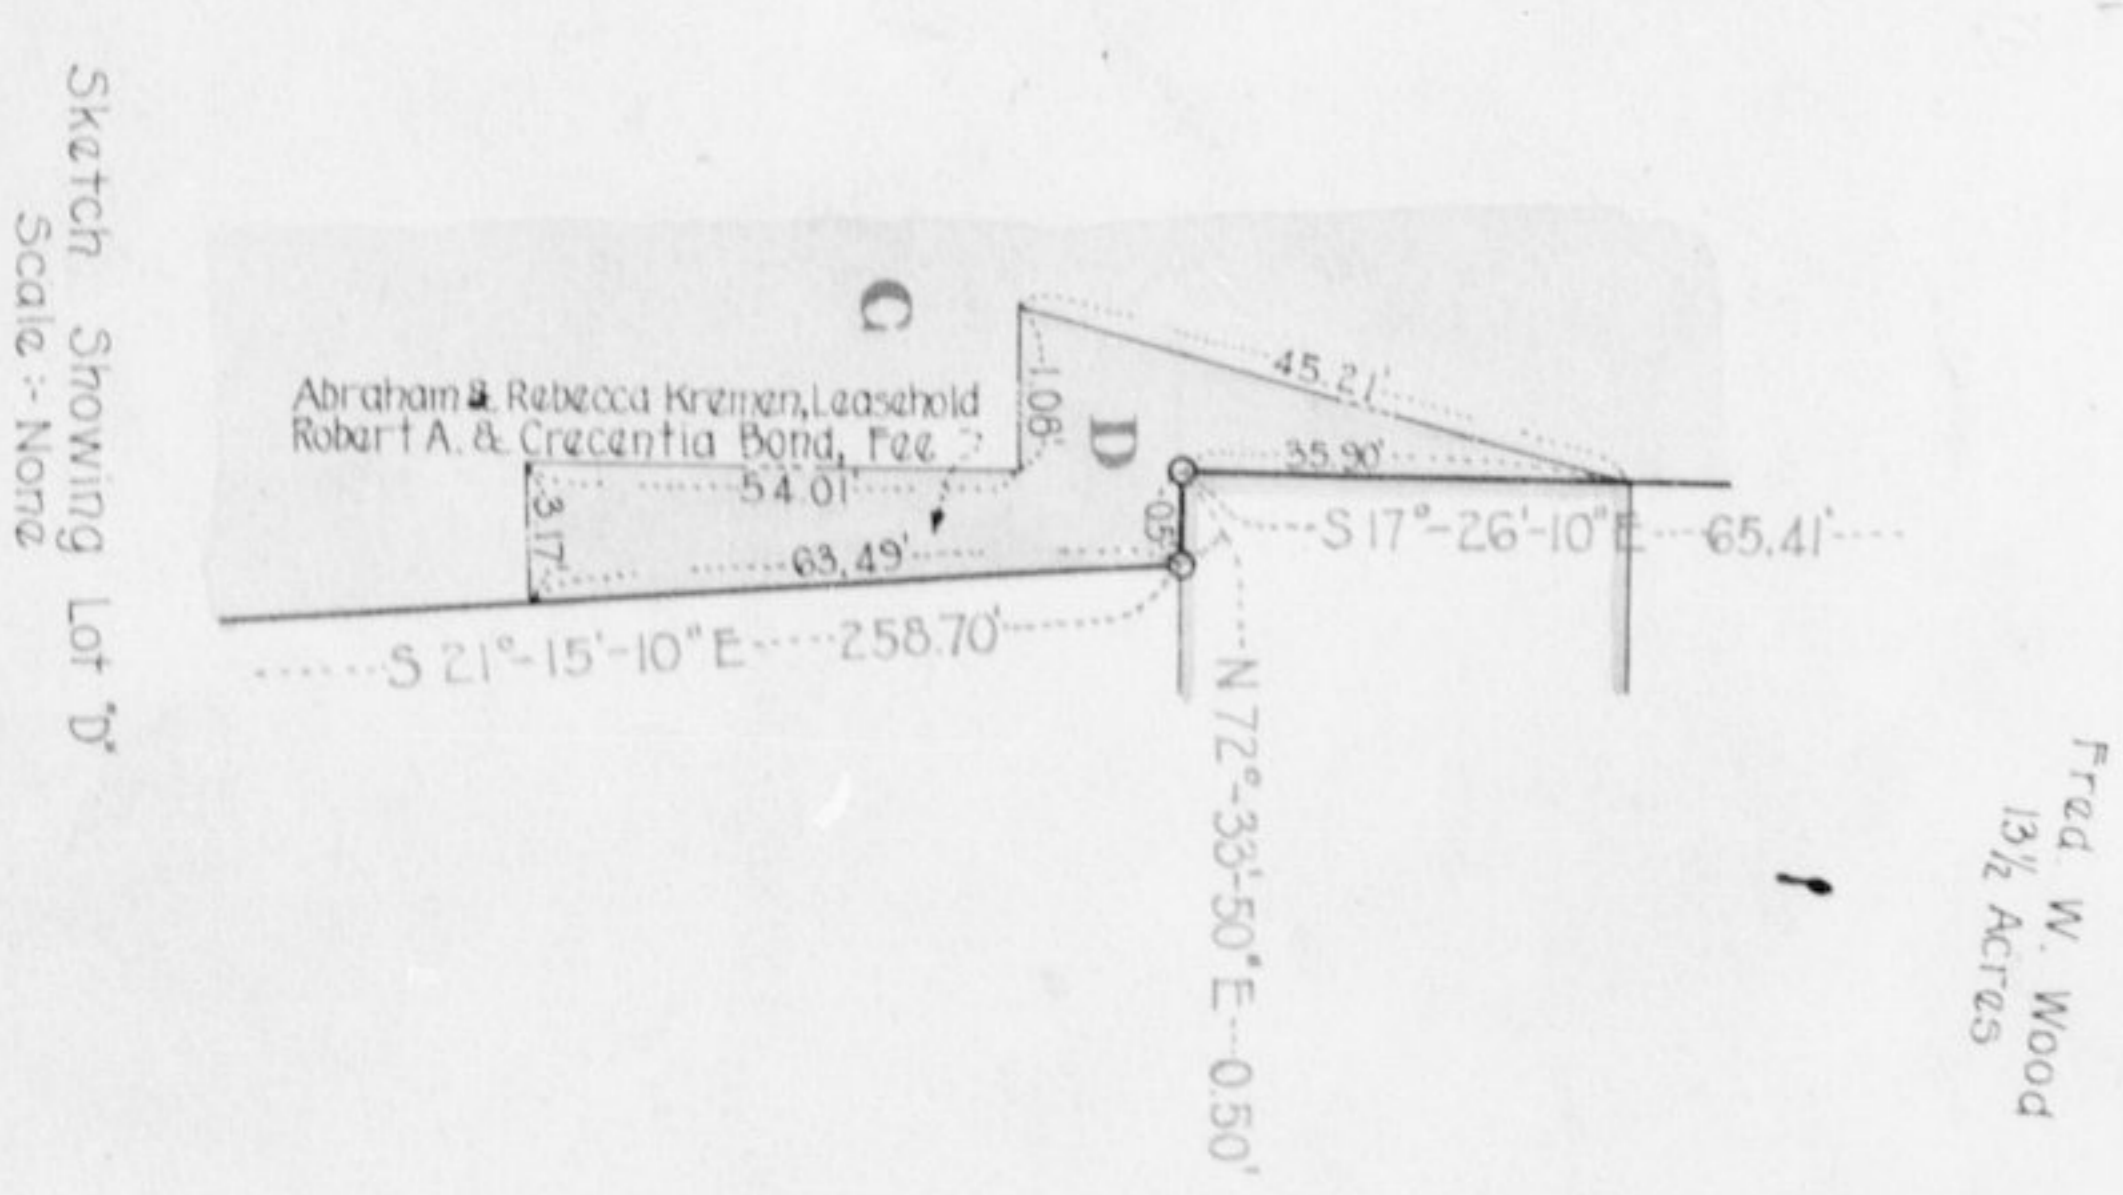 Sketch Showing Lot "D"
Scale :- None
C
Abraham & Rebecca Kremen, Leasehold
Robert A. & Crecentia Bond, Fee
1.08'
D
45.21'
35.90'
54.01'
3.17'
63.49'
0.5'
S 17°-26'-10" E 65.41'
S 21°-15'-10" E 258.70'
N 72°-33'-50" E 0.50'
Fred W. Wood
13½ Acres